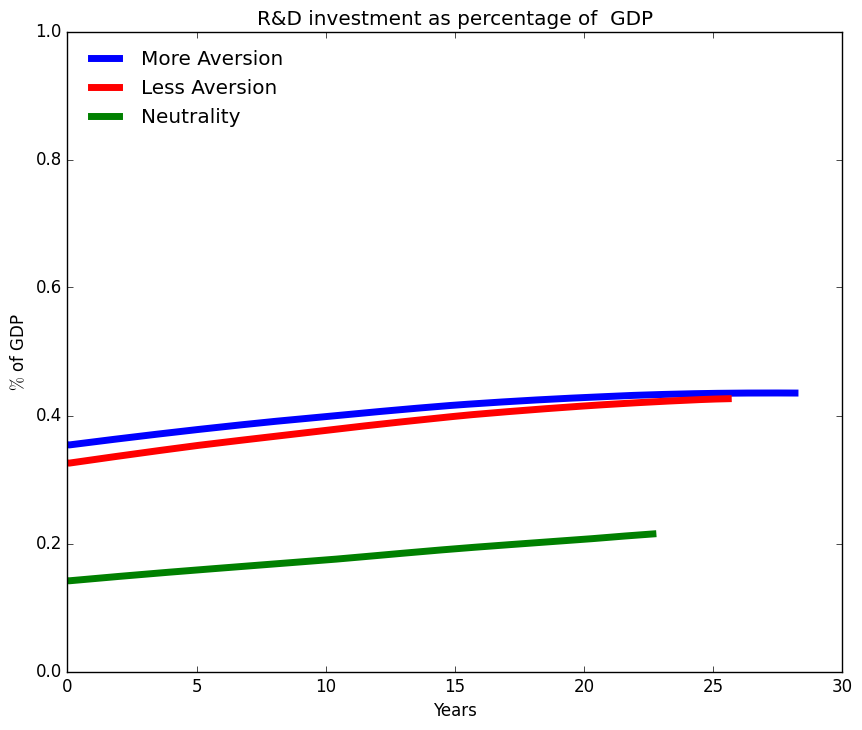 R&D investment as percentage of  GDP
1.0
0.8
0.6
0.4
0.2
0.0
% of GDP
More Aversion
Less Aversion
Neutrality
0 5 10 15 20 25 30
Years